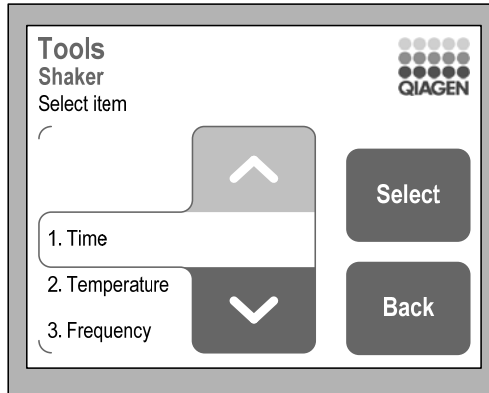 Tools
Shaker
Select item
QIAGEN
1. Time
2. Temperature
3. Frequency
Select
Back